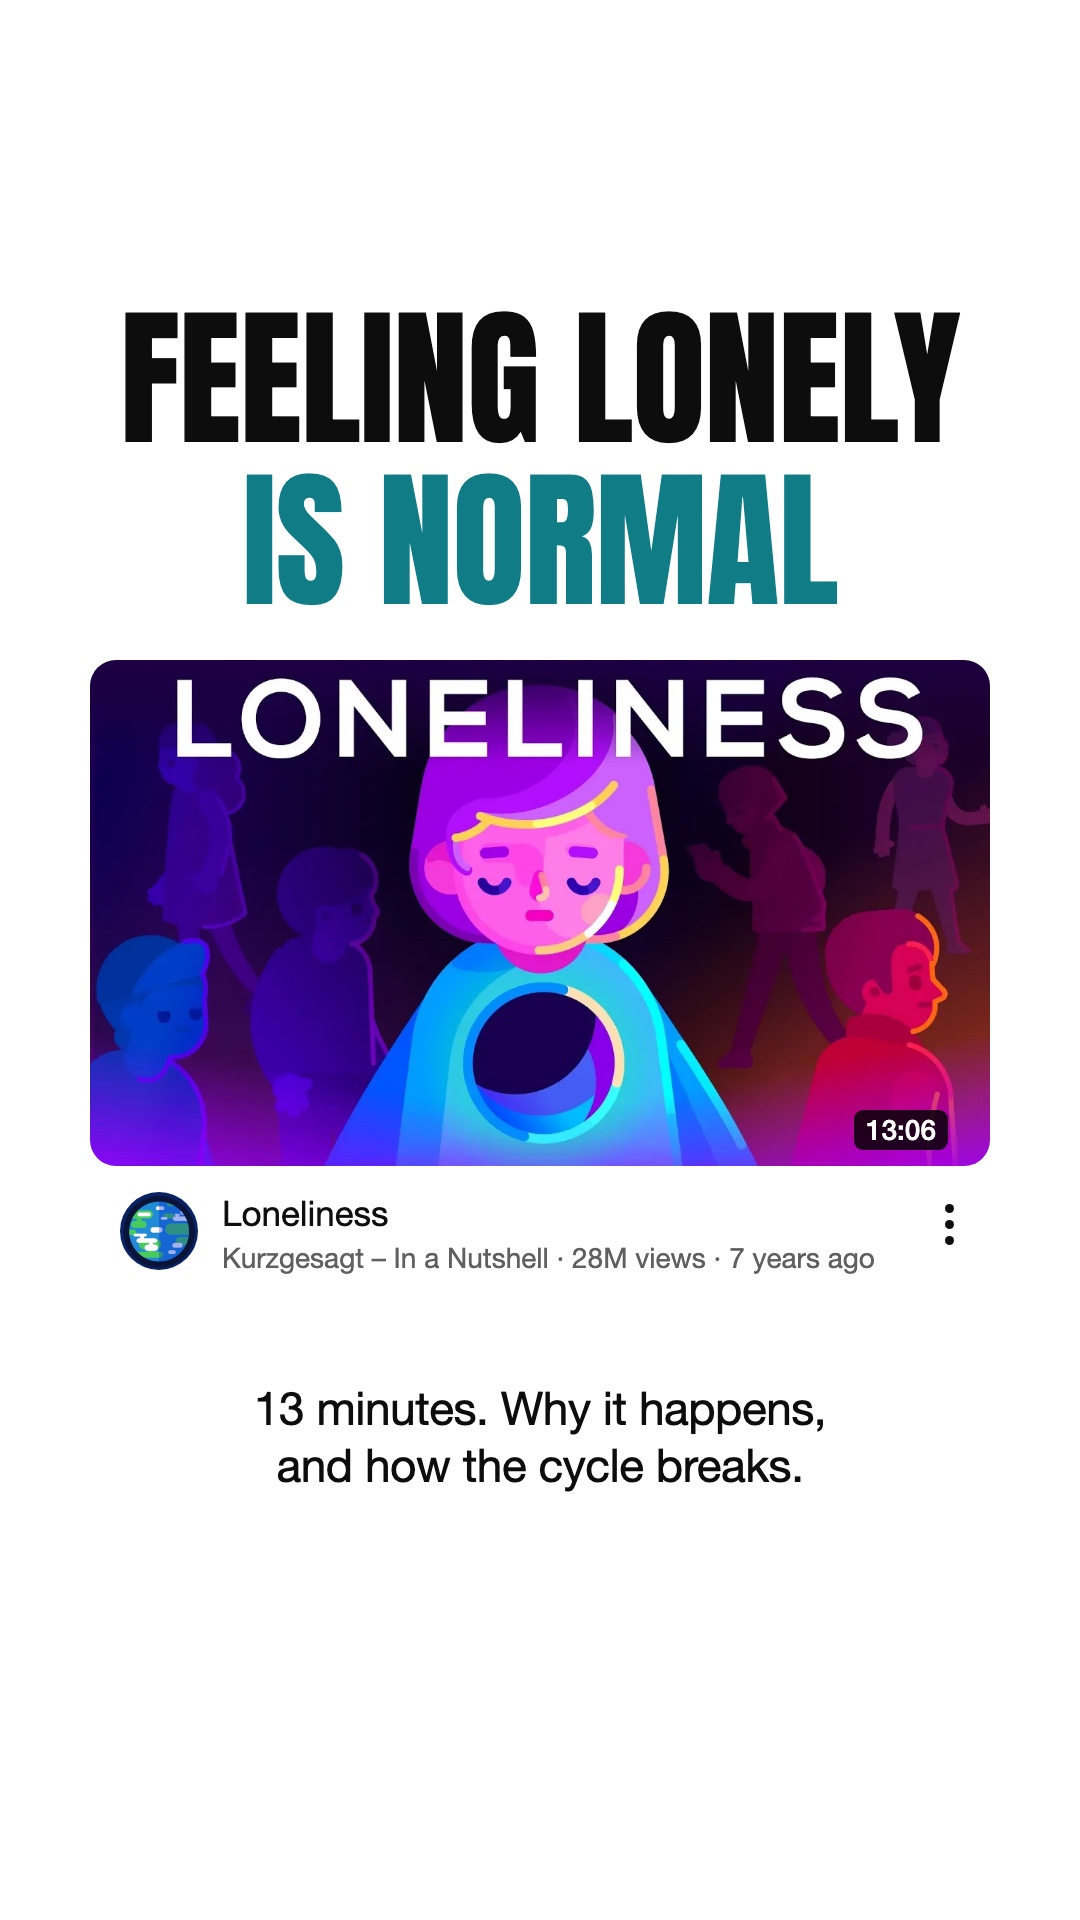 FEELING LONELY
IS NORMAL
LONELINESS
13:06
Loneliness
Kurzgesagt – In a Nutshell · 28M views · 7 years ago
13 minutes. Why it happens,
and how the cycle breaks.